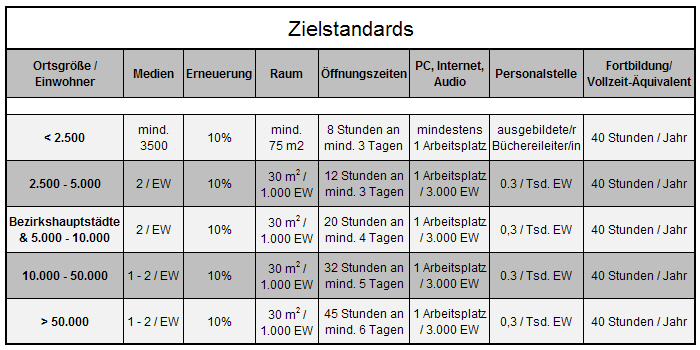 Zielstandards
Ortsgröße / Einwohner Medien Erneuerung Raum Öffnungszeiten PC, Internet, Audio Personalstelle Fortbildung/ Vollzeit-Äquivalent
< 2.500 mind. 3500 10% mind. 75 m2 8 Stunden an mind. 3 Tagen mindestens 1 Arbeitsplatz ausgebildete/r Büchereileiter/in 40 Stunden / Jahr
2.500 - 5.000 2 / EW 10% 30 m² / 1.000 EW 12 Stunden an mind. 3 Tagen 1 Arbeitsplatz / 3.000 EW 0.3 / Tsd. EW 40 Stunden / Jahr
Bezirkshauptstädte & 5.000 - 10.000 2 / EW 10% 30 m² / 1.000 EW 20 Stunden an mind. 4 Tagen 1 Arbeitsplatz / 3.000 EW 0,3 / Tsd. EW 40 Stunden / Jahr
10.000 - 50.000 1 - 2 / EW 10% 30 m² / 1.000 EW 32 Stunden an mind. 5 Tagen 1 Arbeitsplatz / 3.000 EW 0.3 / Tsd. EW 40 Stunden / Jahr
> 50.000 1 - 2 / EW 10% 30 m² / 1.000 EW 45 Stunden an mind. 6 Tagen 1 Arbeitsplatz / 3.000 EW 0,3 / Tsd. EW 40 Stunden / Jahr